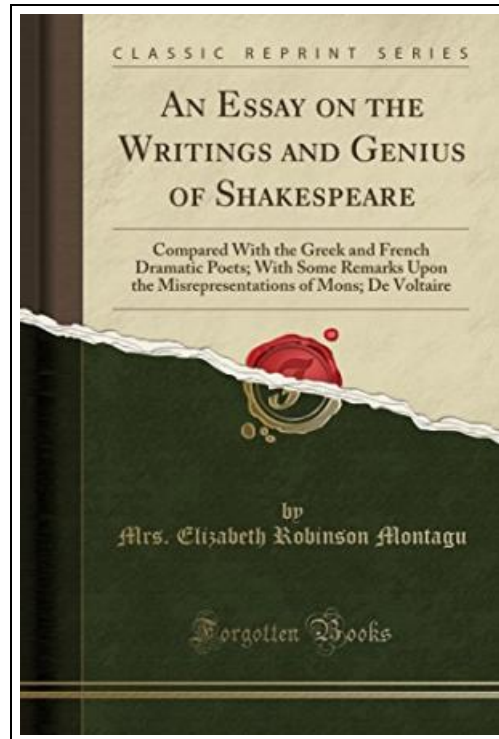 CLASSIC REPRINT SERIES
AN ESSAY ON THE
WRITINGS AND GENIUS
OF SHAKESPEARE
Compared With the Greek and French
Dramatic Poets; With Some Remarks Upon
the Misrepresentations of Mons; De Voltaire
by
Mrs. Elizabeth Robinson Montagu
Forgotten Books